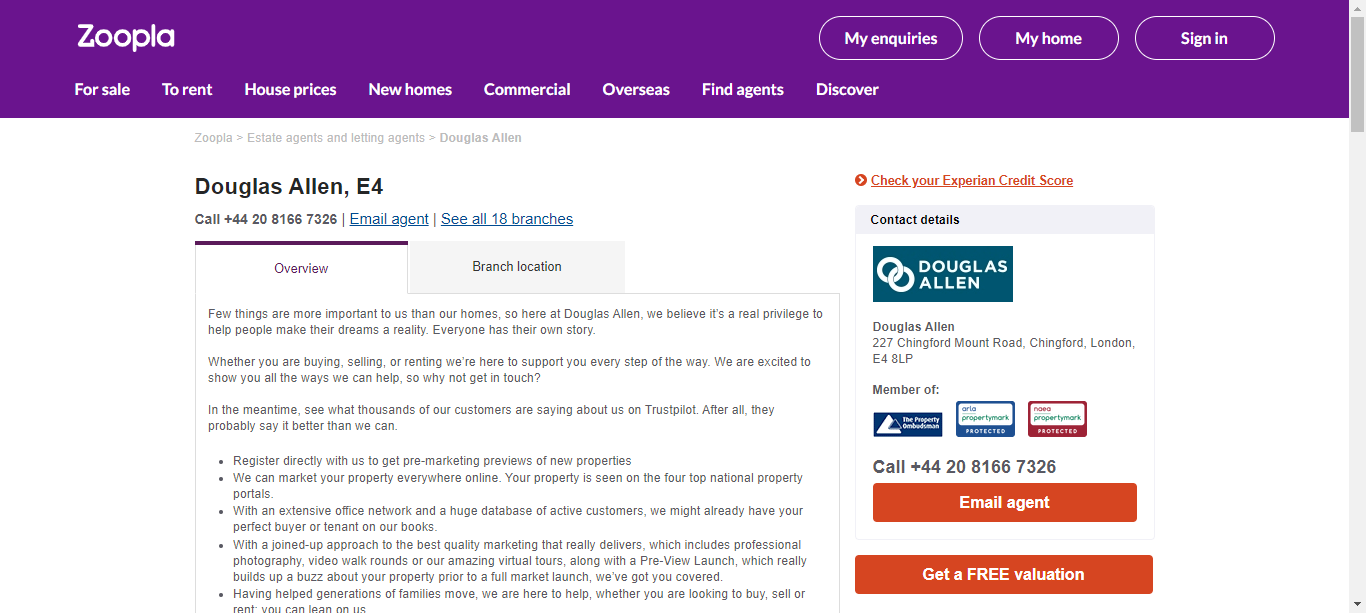 Zoopla
My enquiries
My home
Sign in
For sale
To rent
House prices
New homes
Commercial
Overseas
Find agents
Discover
Zoopla > Estate agents and letting agents > Douglas Allen
Douglas Allen, E4
Call +44 20 8166 7326 | Email agent | See all 18 branches
Overview
Branch location
Few things are more important to us than our homes, so here at Douglas Allen, we believe it’s a real privilege to
help people make their dreams a reality. Everyone has their own story.
Whether you are buying, selling, or renting we’re here to support you every step of the way. We are excited to
show you all the ways we can help, so why not get in touch?
In the meantime, see what thousands of our customers are saying about us on Trustpilot. After all, they
probably say it better than we can.
Register directly with us to get pre-marketing previews of new properties
We can market your property everywhere online. Your property is seen on the four top national property
portals.
With an extensive office network and a huge database of active customers, we might already have your
perfect buyer or tenant on our books.
With a joined-up approach to the best quality marketing that really delivers, which includes professional
photography, video walk rounds or our amazing virtual tours, along with a Pre-View Launch, which really
builds up a buzz about your property prior to a full market launch, we’ve got you covered.
Having helped generations of families move, we are here to help, whether you are looking to buy, sell or
rent; you can lean on us.
Check your Experian Credit Score
Contact details
DOUGLAS
ALLEN
Douglas Allen
227 Chingford Mount Road, Chingford, London,
E4 8LP
Member of:
The Property
Ombudsman
arla
propertymark
PROTECTED
naea
propertymark
PROTECTED
Call +44 20 8166 7326
Email agent
Get a FREE valuation